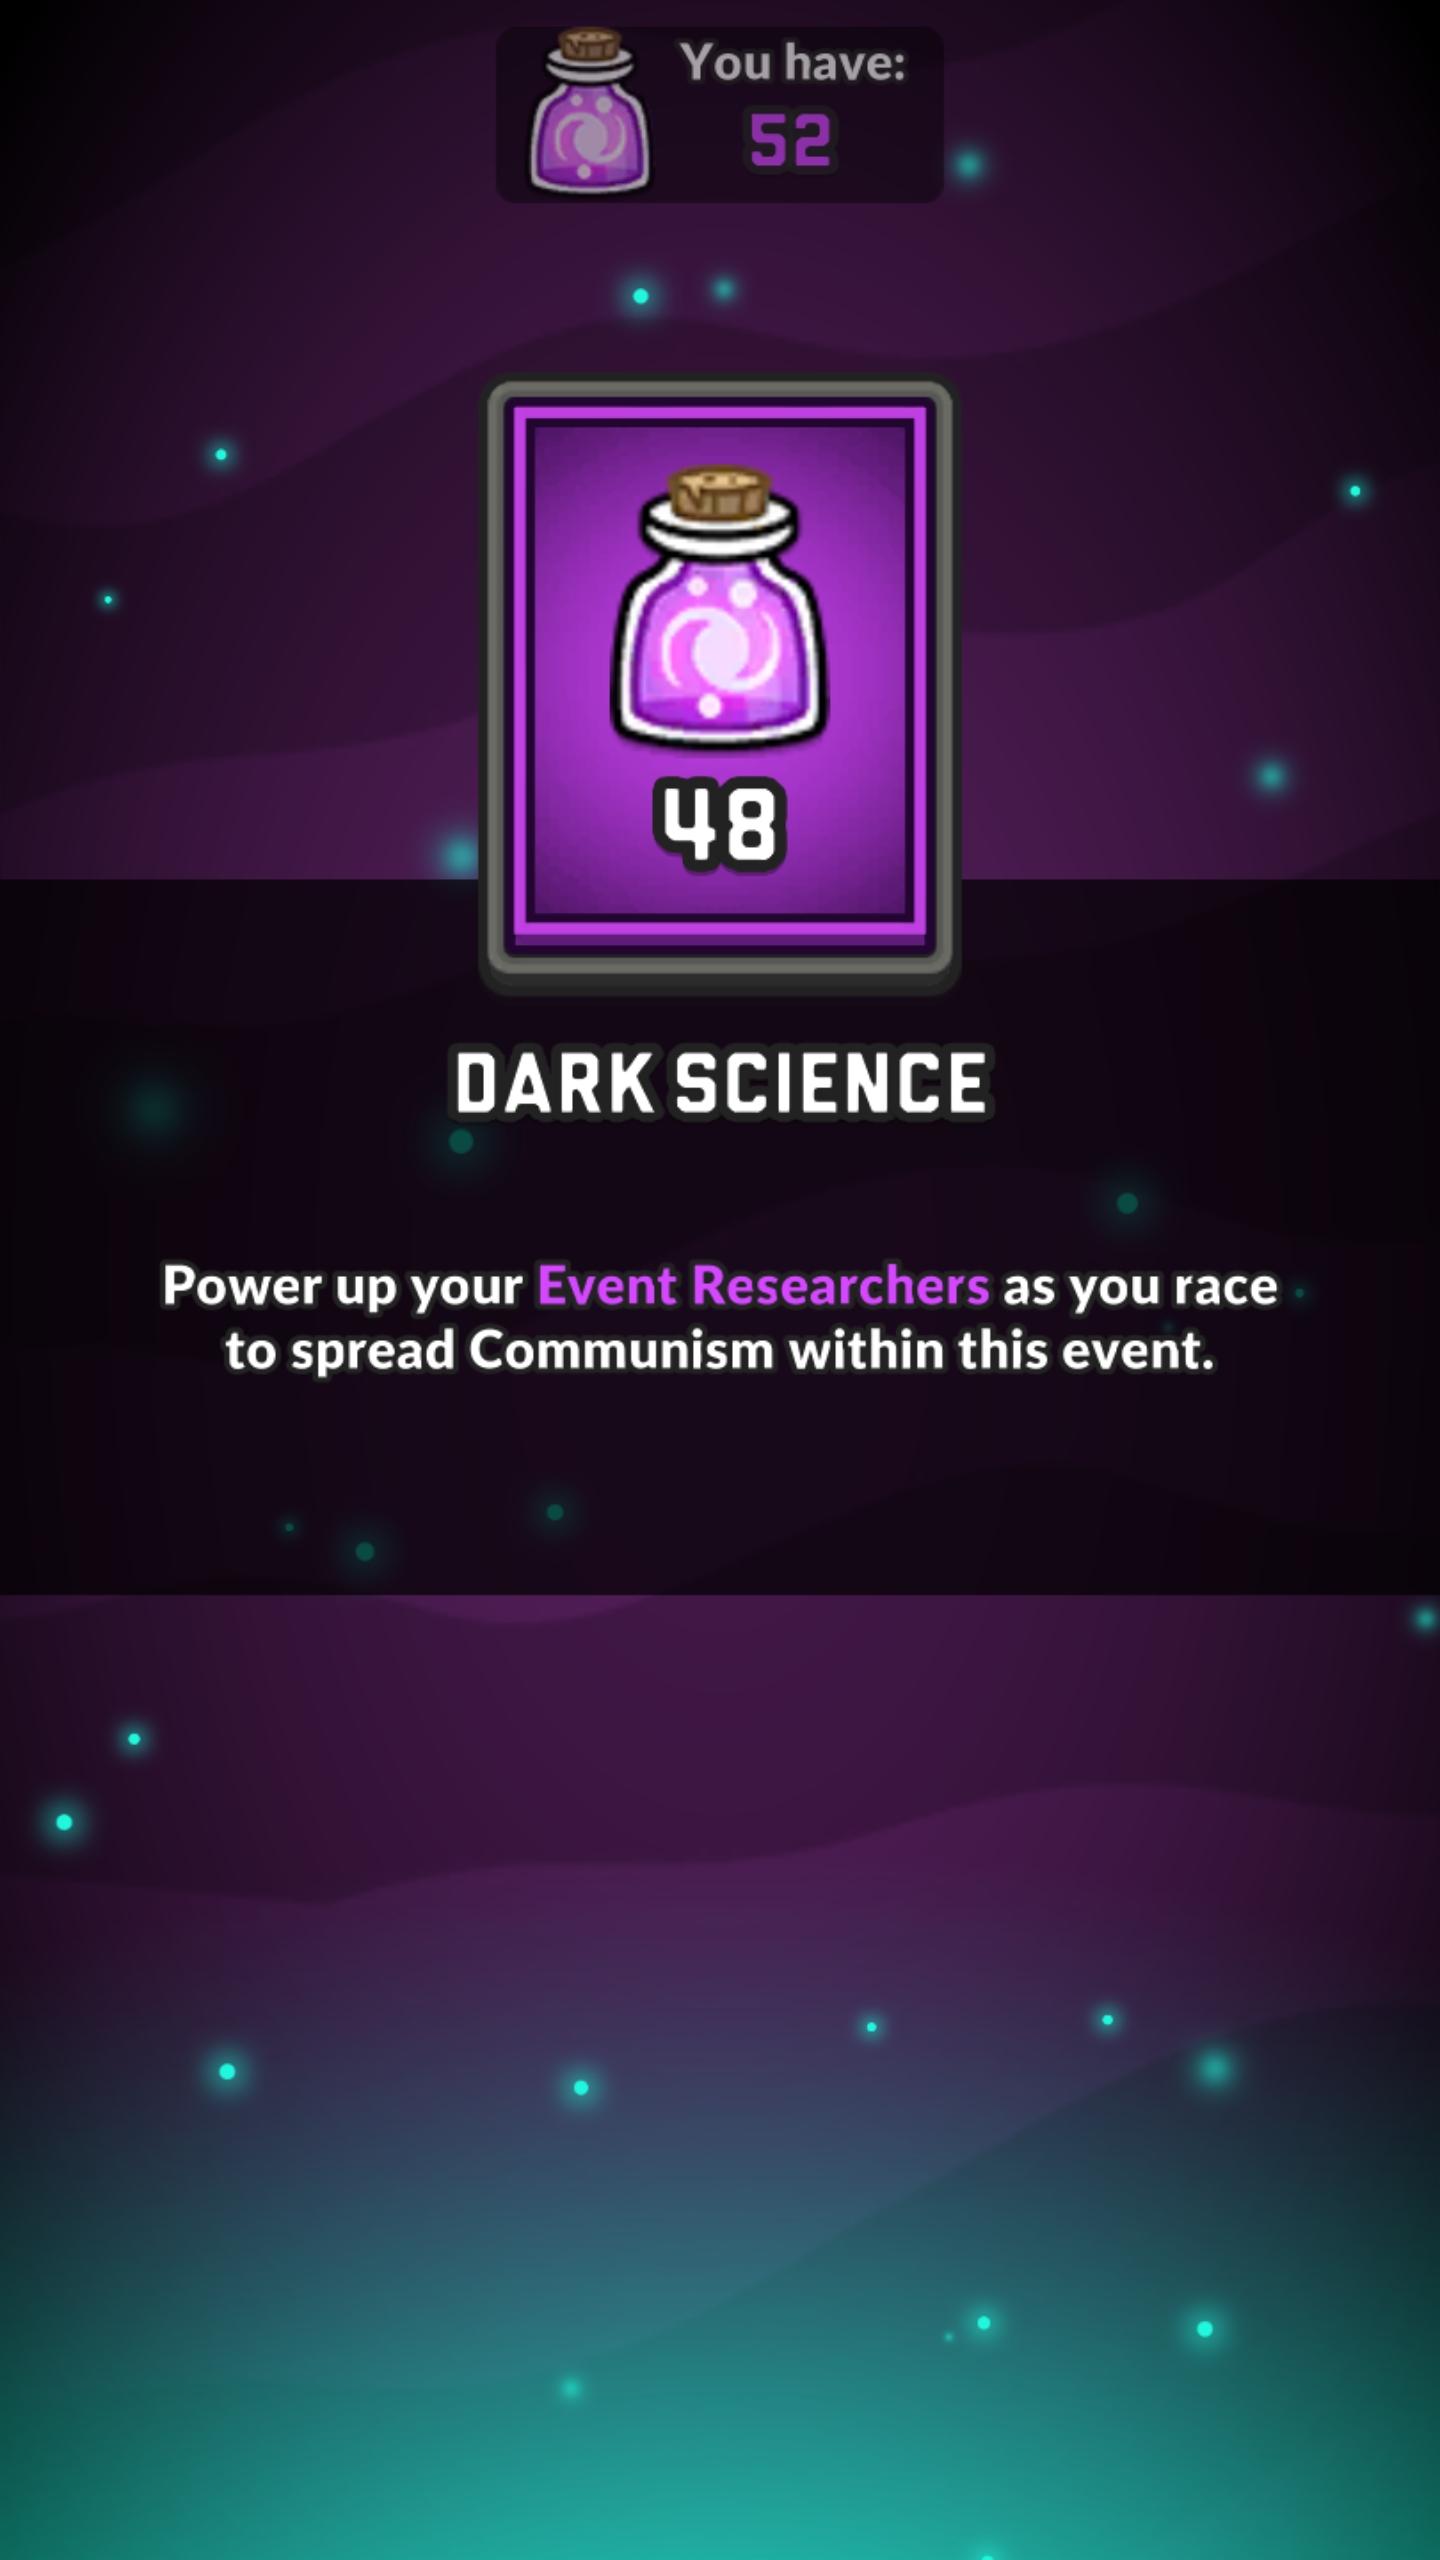 You have:
52
48
DARK SCIENCE
Power up your Event Researchers as you race
to spread Communism within this event.